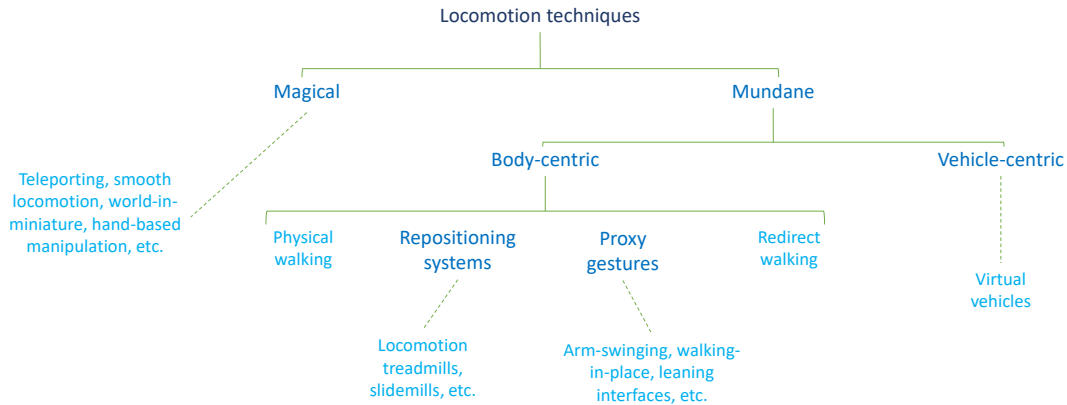 Locomotion techniques
Magical
Mundane
Body-centric
Vehicle-centric
Teleporting, smooth
locomotion, world-in-
miniature, hand-based
manipulation, etc.
Physical
walking
Repositioning
systems
Proxy
gestures
Redirect
walking
Virtual
vehicles
Locomotion
treadmills,
slidemills, etc.
Arm-swinging, walking-
in-place, leaning
interfaces, etc.